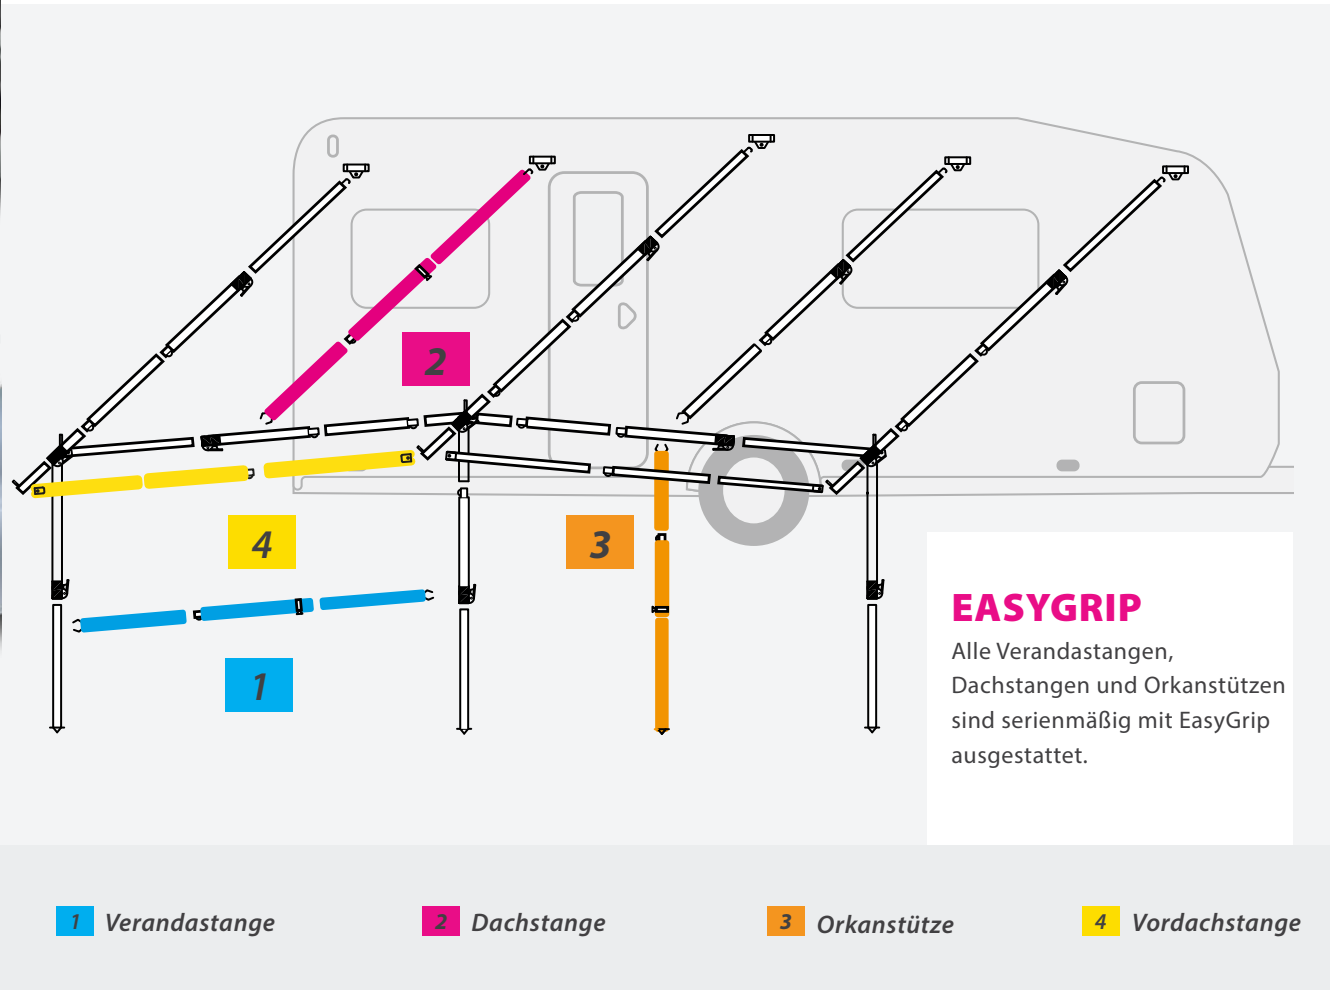 2
4
3
1
EASYGRIP
Alle Verandastangen,
Dachstangen und Orkanstützen
sind serienmäßig mit EasyGrip
ausgestattet.
1 Verandastange
2 Dachstange
3 Orkanstütze
4 Vordachstange